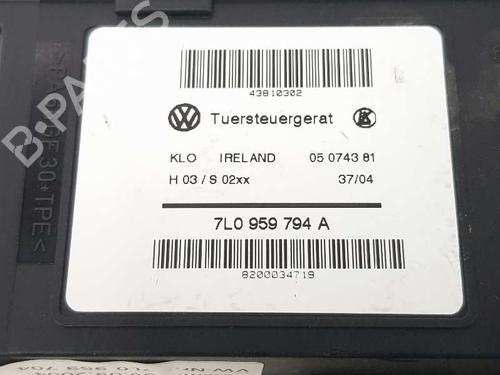 43810302
Tuersteuergerat
KLO IRELAND 05 0743 81
H 03 / S 02xx 37/04
7L0 959 794 A
8200034719